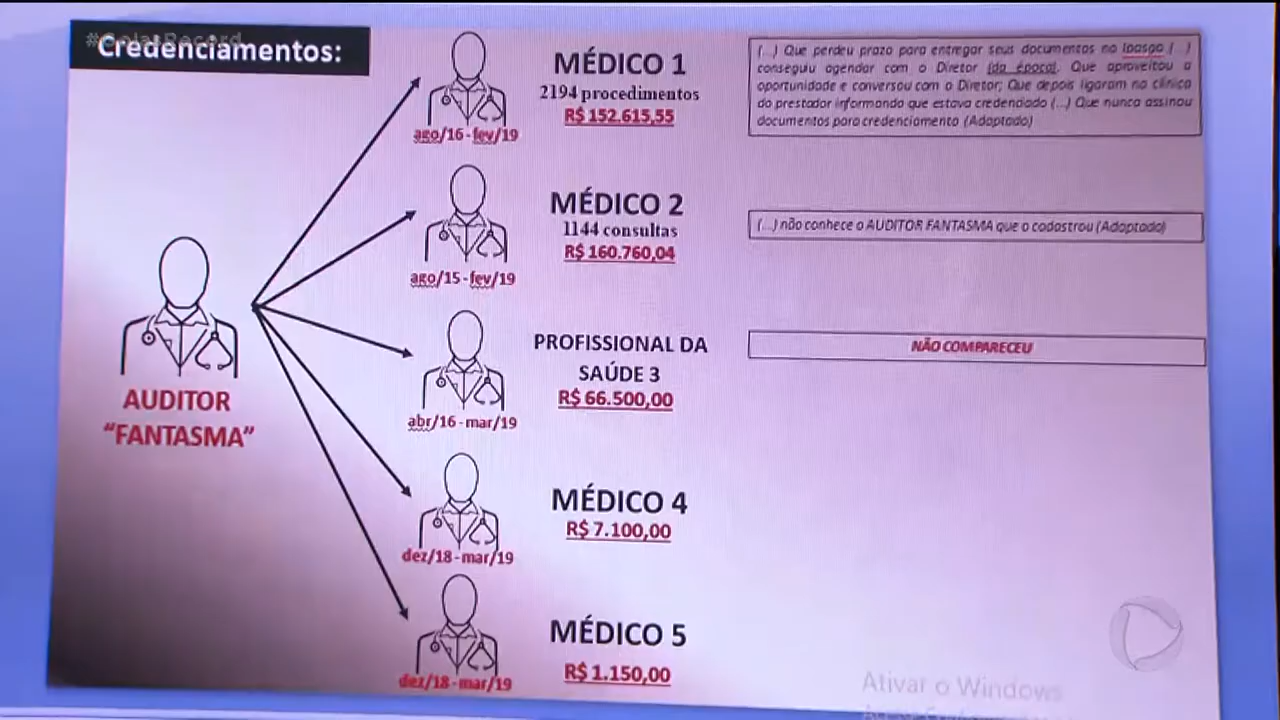 #GoiásRecord
Credenciamentos:
MÉDICO 1
2194 procedimentos
R$ 152.615,55
ago/16 - fev/19
(...) Que perdeu prazo para entregar seus documentos no Ipasgo (...)
conseguiu agendar com o Diretor (da época). Que aproveitou a
oportunidade e conversou com o Diretor; Que depois ligaram na clínica
do prestador informando que estava credenciado (...) Que nunca assinou
documentos para credenciamento (Adaptado)
MÉDICO 2
1144 consultas
R$ 160.760,04
ago/15 - fev/19
(...) não conhece o AUDITOR FANTASMA que o cadastrou (Adaptado)
AUDITOR
“FANTASMA”
PROFISSIONAL DA
SAÚDE 3
R$ 66.500,00
abr/16 - mar/19
NÃO COMPARECEU
MÉDICO 4
R$ 7.100,00
dez/18 - mar/19
MÉDICO 5
R$ 1.150,00
dez/18 - mar/19
Ativar o Windows